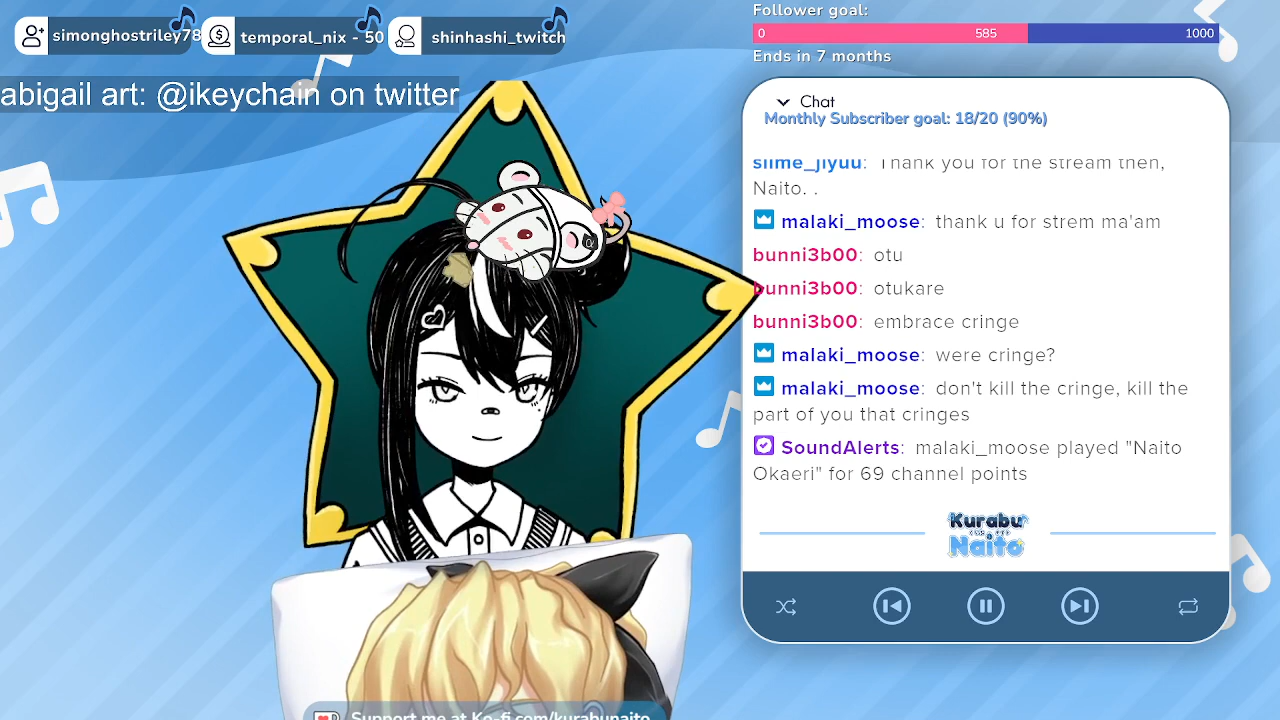 simonghostriley78
temporal_nix - 50
shinhashi_twitch
abigail art: @ikeychain on twitter
Follower goal:
0 585 1000
Ends in 7 months
Chat
Monthly Subscriber goal: 18/20 (90%)
slime_jiyuu: Thank you for the stream then,
Naito. .
malaki_moose: thank u for strem ma'am
bunni3b00: otu
bunni3b00: otukare
bunni3b00: embrace cringe
malaki_moose: were cringe?
malaki_moose: don't kill the cringe, kill the
part of you that cringes
SoundAlerts: malaki_moose played "Naito
Okaeri" for 69 channel points
Kurabu
Naito
Support me at Ko-fi.com/kurabunaito